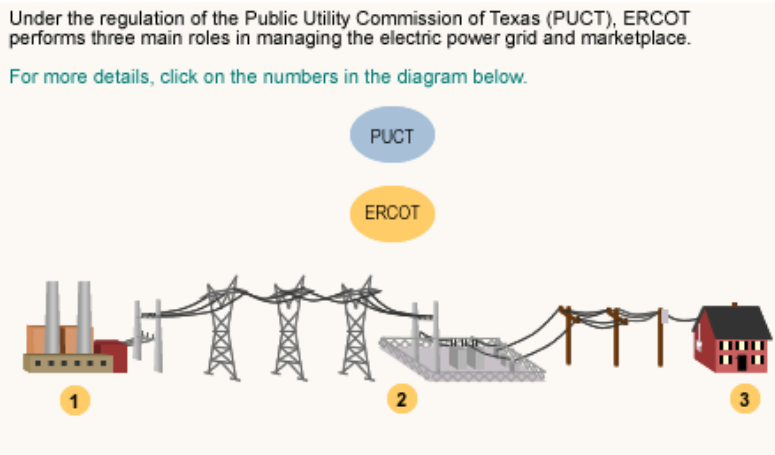 Under the regulation of the Public Utility Commission of Texas (PUCT), ERCOT
performs three main roles in managing the electric power grid and marketplace.
For more details, click on the numbers in the diagram below.
PUCT
ERCOT
1
2
3